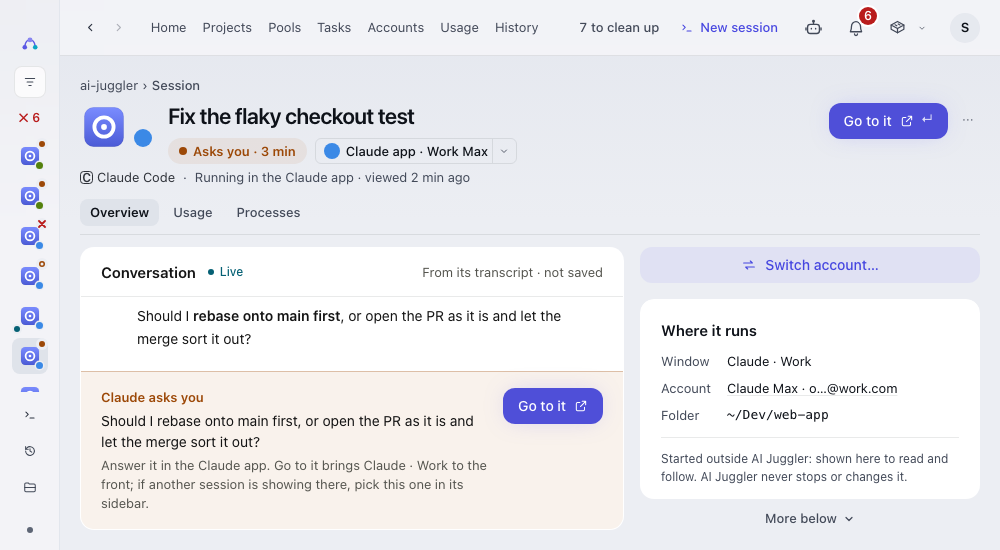 Home Projects Pools Tasks Accounts Usage History
7 to clean up
New session
6
S
6
ai-juggler › Session
Fix the flaky checkout test
Go to it
Asks you · 3 min
Claude app · Work Max
Claude Code · Running in the Claude app · viewed 2 min ago
Overview Usage Processes
Conversation
Live
From its transcript · not saved
Should I rebase onto main first, or open the PR as it is and let the
merge sort it out?
Claude asks you
Should I rebase onto main first, or open the PR as it is and
let the merge sort it out?
Answer it in the Claude app. Go to it brings Claude · Work to the
front; if another session is showing there, pick this one in its
sidebar.
Go to it
Switch account...
Where it runs
Window Claude · Work
Account Claude Max · o...@work.com
Folder ~/Dev/web-app
Started outside AI Juggler: shown here to read and
follow. AI Juggler never stops or changes it.
More below